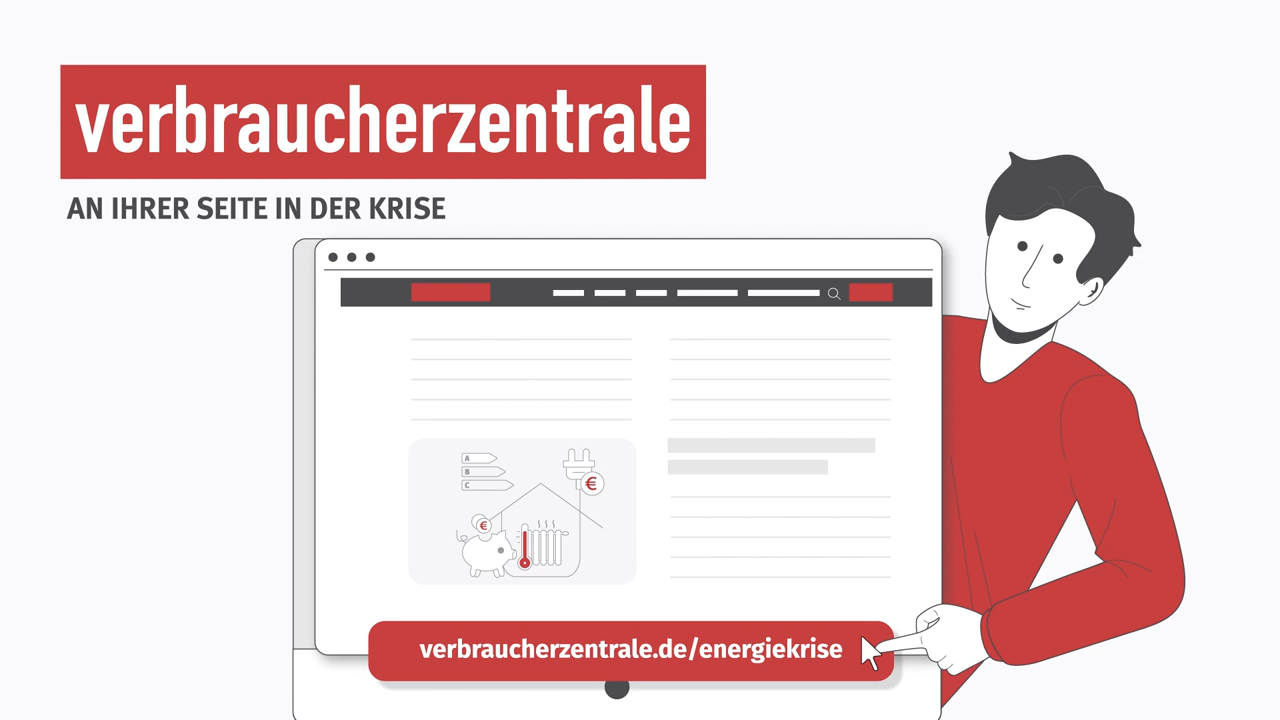 verbraucherzentrale
AN IHRER SEITE IN DER KRISE
A
B
C
€
€
verbraucherzentrale.de/energiekrise